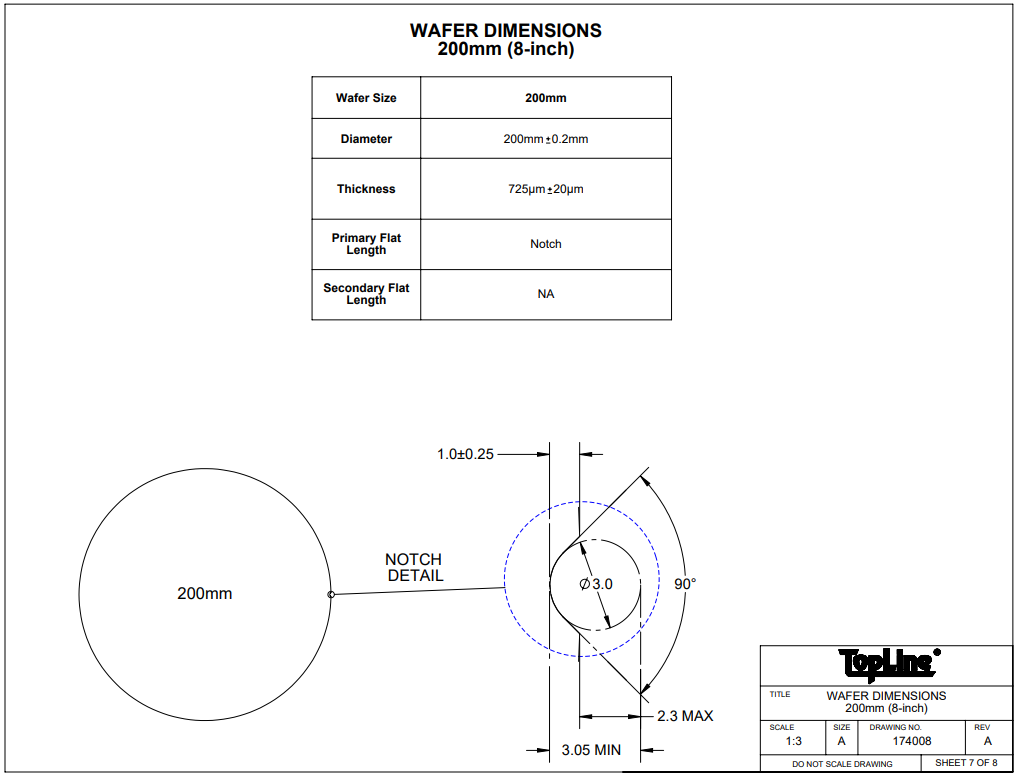 WAFER DIMENSIONS
200mm (8-inch)
Wafer Size
200mm
Diameter
200mm±0.2mm
Thickness
725µm±20µm
Primary Flat
Length
Notch
Secondary Flat
Length
NA
1.0±0.25
NOTCH
DETAIL
200mm
∅3.0
90°
2.3 MAX
3.05 MIN
TopLine®
TITLE
WAFER DIMENSIONS
200mm (8-inch)
SCALE
1:3
SIZE
A
DRAWING NO.
174008
REV
A
DO NOT SCALE DRAWING
SHEET 7 OF 8